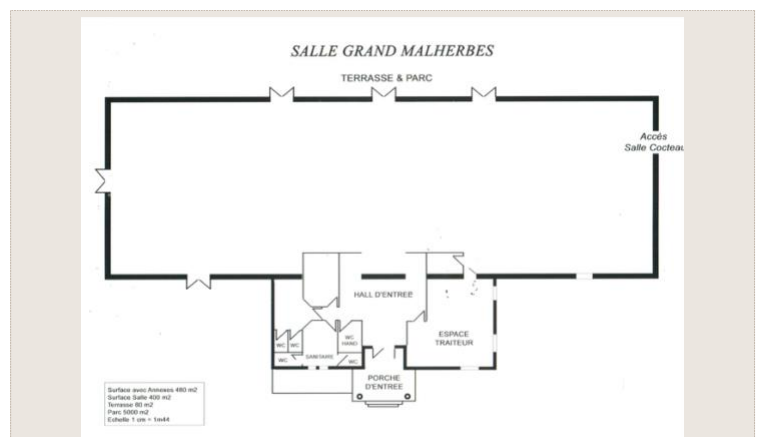 SALLE GRAND MALHERBES
TERRASSE & PARC
Accés
Salle Cocteau
HALL D'ENTREE
ESPACE
TRAITEUR
WC
HAND
WC
WC
SANITAIRE
WC
WC
PORCHE
D'ENTREE
Surface avec Annexes 480 m2
Surface Salle 400 m2
Terrasse 80 m2
Parc 5000 m2
Echelle 1 cm = 1m44